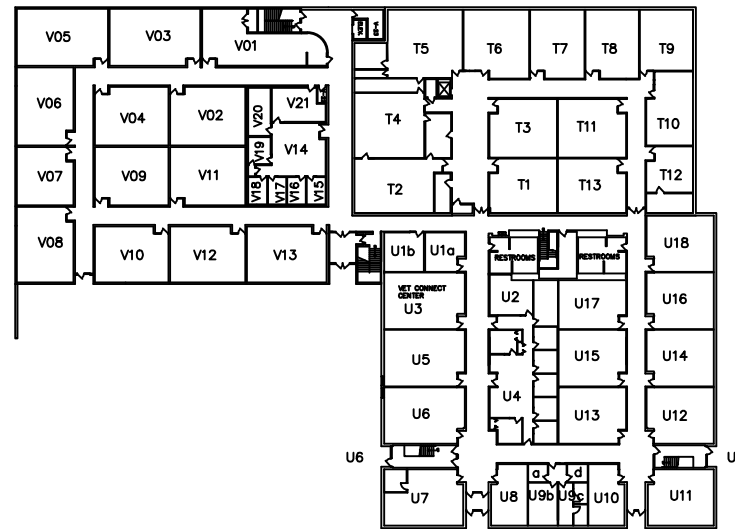 V05
V03
V01
ELEV.
T5
T6
T7
T8
T9
V06
V04
V02
V20
V21
V19
V14
T4
T3
T11
T10
V07
V09
V11
V18
V17
V16
V15
T2
T1
T13
T12
V08
V10
V12
V13
U1b
U1a
RESTROOMS
RESTROOMS
U18
VET CONNECT
CENTER
U3
U2
U17
U16
U5
U15
U14
U6
U4
U13
U12
U6
U
U7
U8
a
U9b
d
U9c
U10
U11